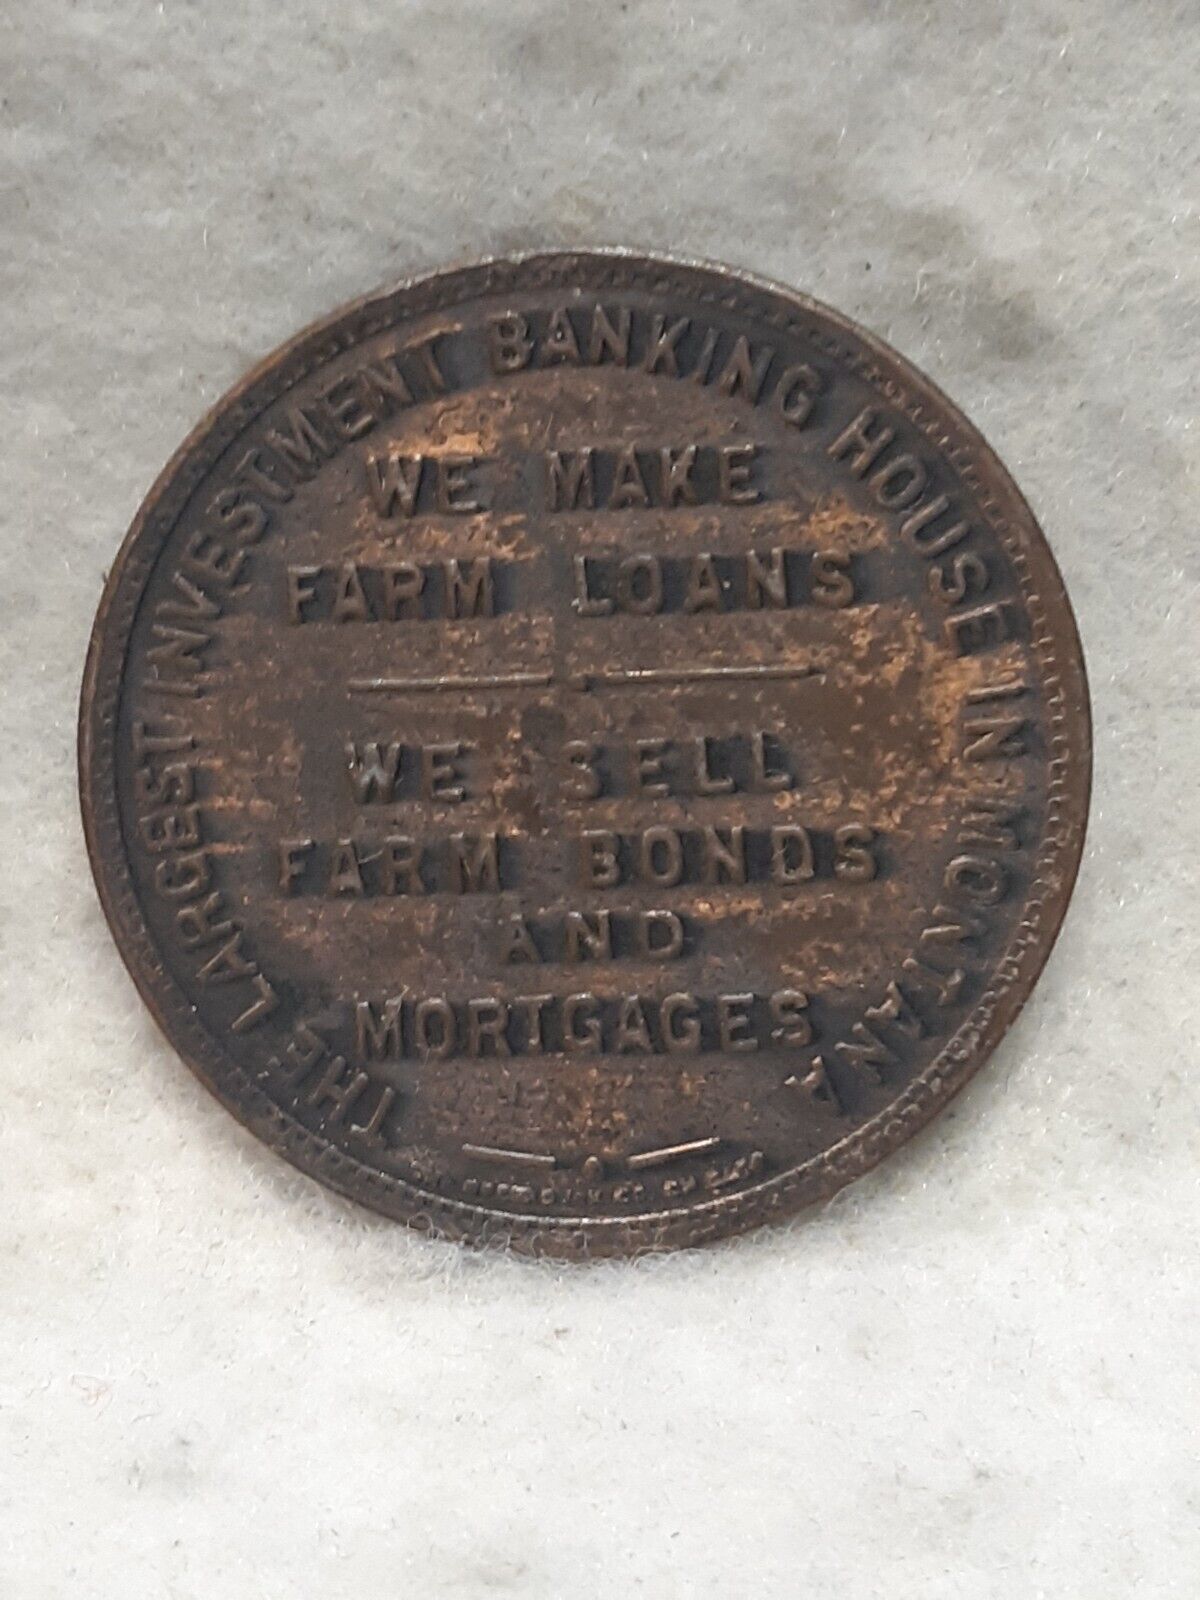 THE LARGEST INVESTMENT BANKING HOUSE IN MONTANA
WE MAKE
FARM LOANS
WE SELL
FARM BONDS
AND
MORTGAGES